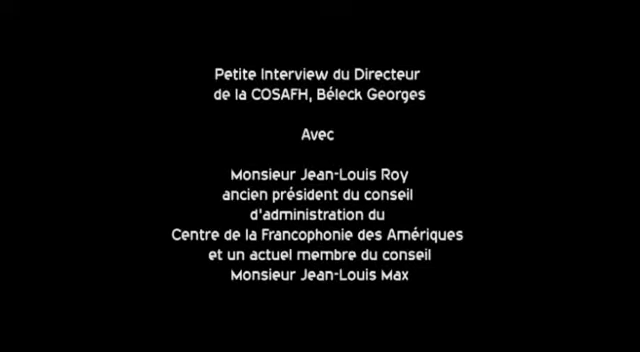 Petite Interview du Directeur
de la COSAFH, Béleck Georges
Avec
Monsieur Jean-Louis Roy
ancien président du conseil
d'administration du
Centre de la Francophonie des Amériques
et un actuel membre du conseil
Monsieur Jean-Louis Max